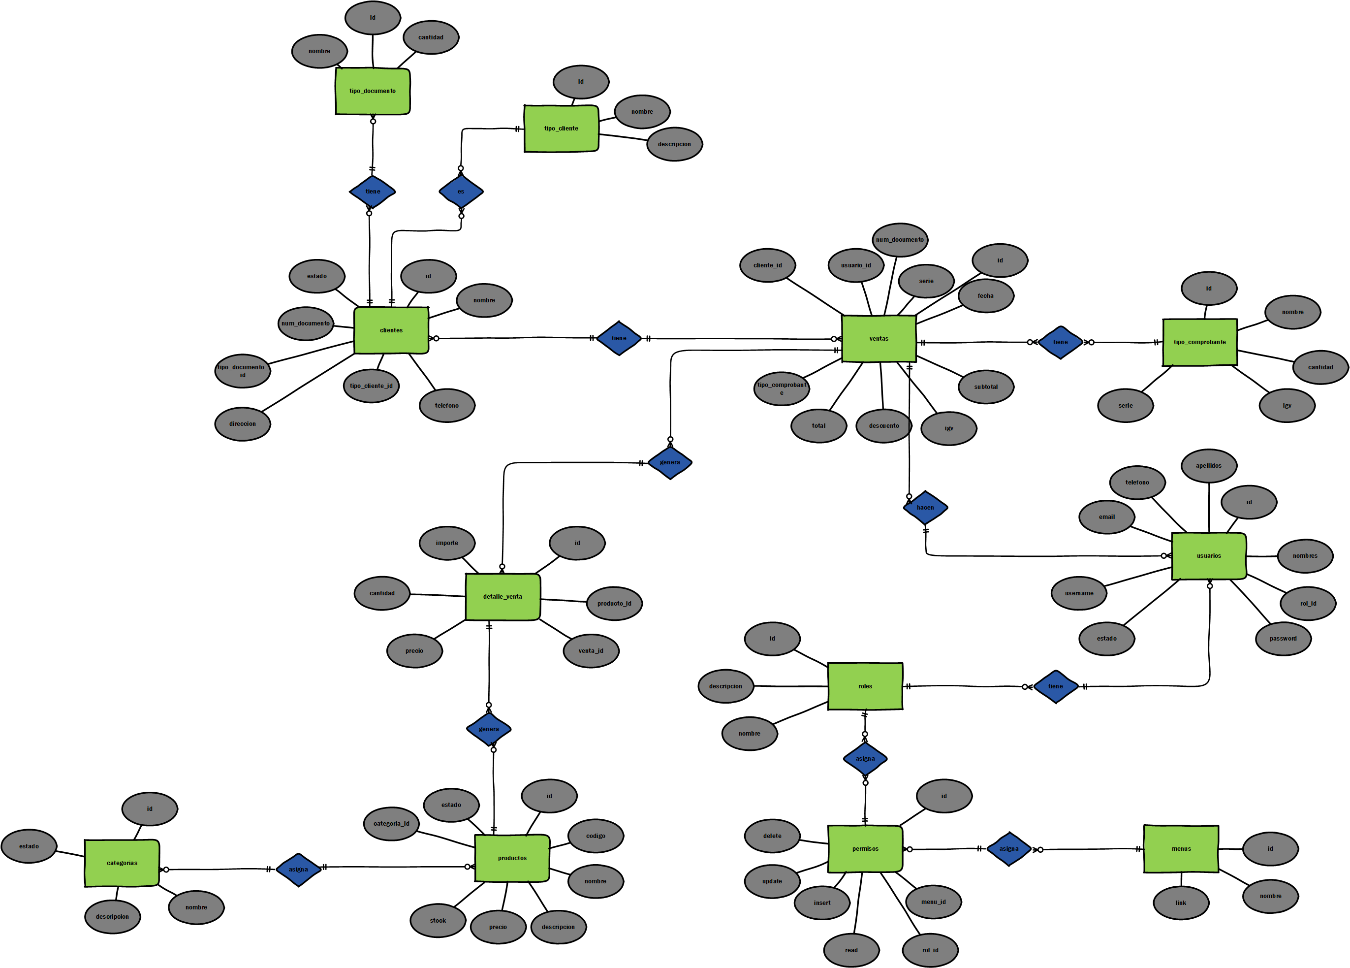 id
nombre
cantidad
tipo_documento
id
nombre
descripcion
tipo_cliente
tiene
es
estado
id
nombre
num_documento
clientes
tipo_documento_
id
tipo_cliente_id
telefono
direccion
tiene
cliente_id
usuario_id
num_documento
serie
id
fecha
ventas
tipo_comprobant
e
total
descuento
igv
subtotal
tiene
id
nombre
tipo_comprobante
cantidad
serie
igv
genera
hacen
telefono
apellidos
id
email
usuarios
nombres
username
rol_id
estado
password
importe
id
cantidad
detalle_venta
producto_id
precio
venta_id
id
descripcion
roles
tiene
nombre
genera
asigna
id
estado
categorias
descripcion
nombre
asigna
estado
id
categoria_id
codigo
productos
nombre
stock
precio
descripcion
id
delete
permisos
update
insert
menu_id
read
rol_id
asigna
menus
id
nombre
link